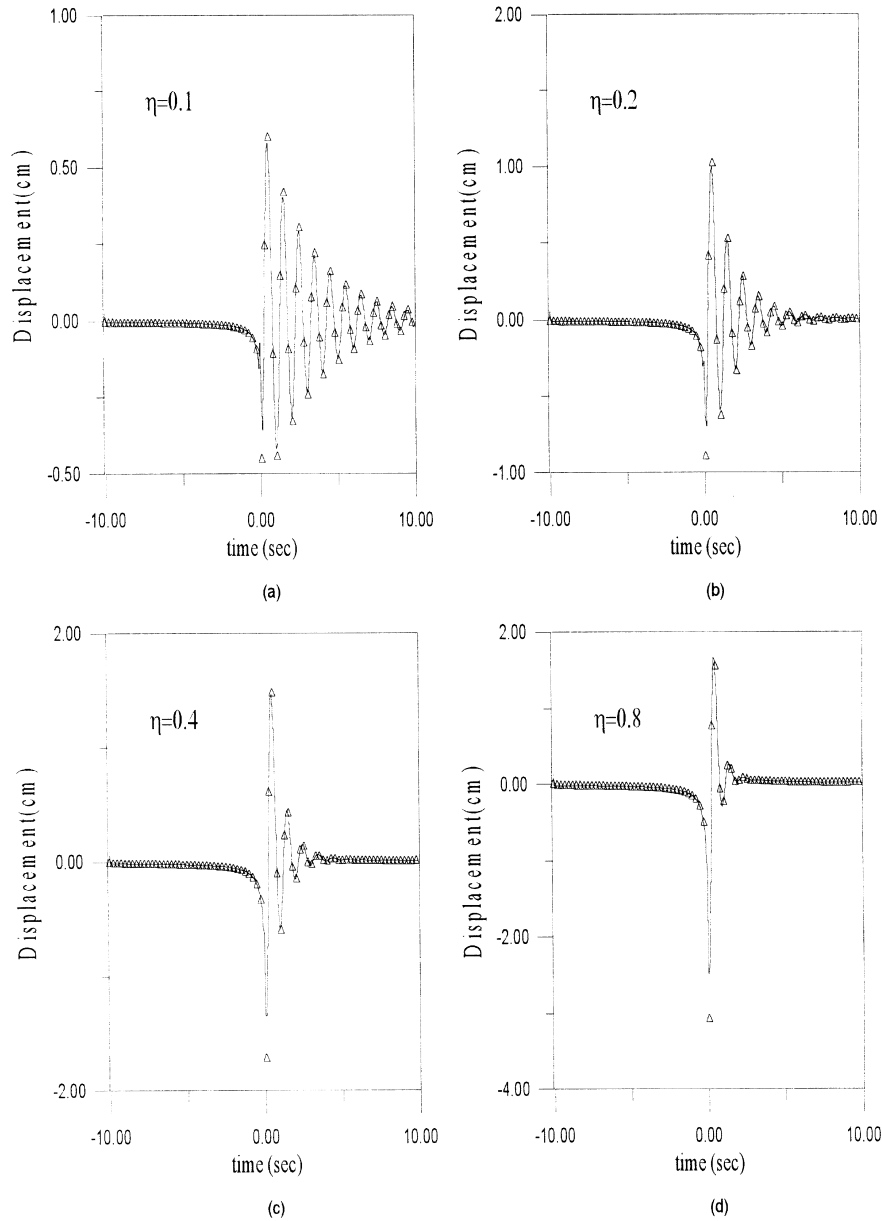 1.00
η=0.1
0.50
Displacement(cm)
0.00
-0.50
-10.00 0.00 10.00
time (sec)
(a)
2.00
η=0.2
1.00
Displacement(cm)
0.00
-1.00
-10.00 0.00 10.00
time (sec)
(b)
2.00
η=0.4
Displacement(cm)
0.00
-2.00
-10.00 0.00 10.00
time (sec)
(c)
2.00
η=0.8
0.00
Displacement(cm)
-2.00
-4.00
-10.00 0.00 10.00
time (sec)
(d)